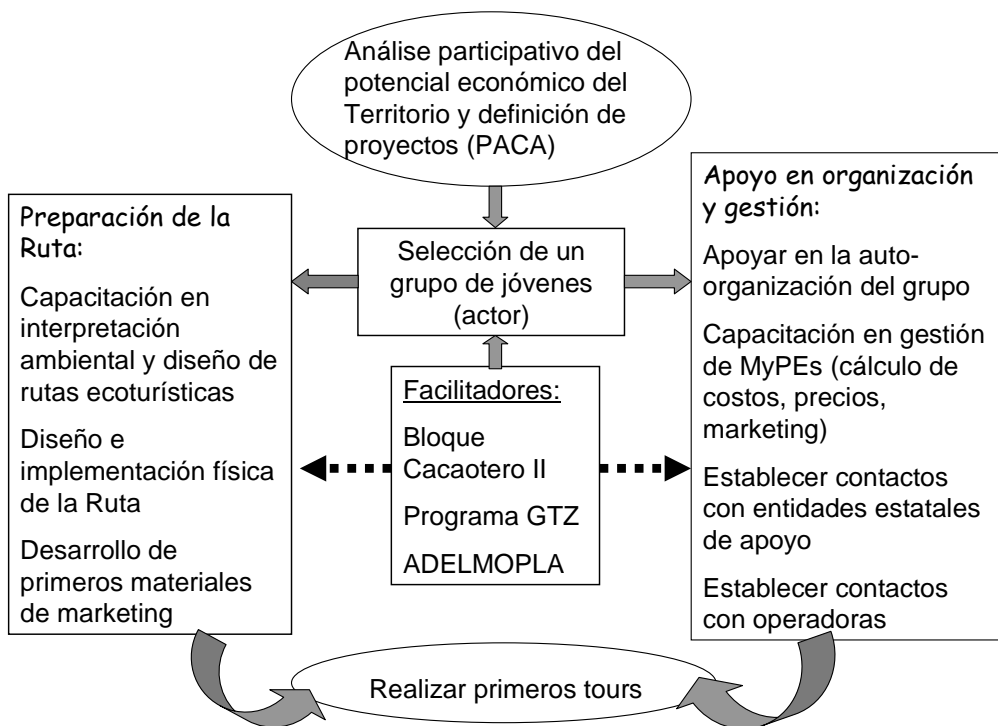 Análise participativo del
potencial económico del
Territorio y definición de
proyectos (PACA)
Preparación de la
Ruta:
Capacitación en
interpretación
ambiental y diseño de
rutas ecoturísticas
Diseño e
implementación física
de la Ruta
Desarrollo de
primeros materiales
de marketing
Selección de un
grupo de jóvenes
(actor)
Facilitadores:
Bloque
Cacaotero II
Programa GTZ
ADELMOPLA
Apoyo en organización
y gestión:
Apoyar en la auto-
organización del grupo
Capacitación en gestión
de MyPEs (cálculo de
costos, precios,
marketing)
Establecer contactos
con entidades estatales
de apoyo
Establecer contactos
con operadoras
Realizar primeros tours